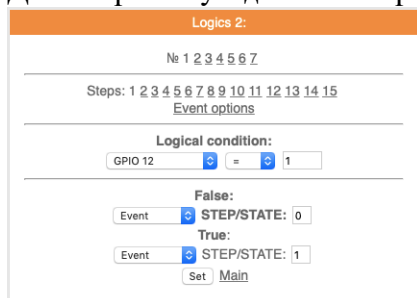 Logics 2:
№ 1 2 3 4 5 6 7
Steps: 1 2 3 4 5 6 7 8 9 10 11 12 13 14 15
Event options
Logical condition:
GPIO 12 = 1
False:
Event STEP/STATE: 0
True:
Event STEP/STATE: 1
Set Main